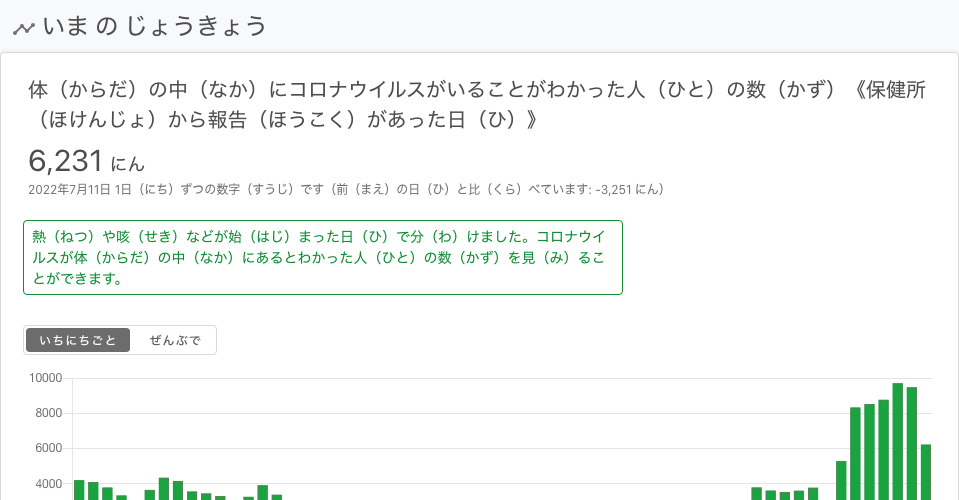 いま の じょうきょう
体（からだ）の中（なか）にコロナウイルスがいることがわかった人（ひと）の数（かず）《保健所
（ほけんじょ）から報告（ほうこく）があった日（ひ）》
6,231 にん
2022年7月11日 1日（にち）ずつの数字（すうじ）です（前（まえ）の日（ひ）と比（くら）べています: -3,251 にん）
熱（ねつ）や咳（せき）などが始（はじ）まった日（ひ）で分（わ）けました。コロナウイ
ルスが体（からだ）の中（なか）にあるとわかった人（ひと）の数（かず）を見（み）るこ
とができます。
いちにちごと ぜんぶで
10000
8000
6000
4000